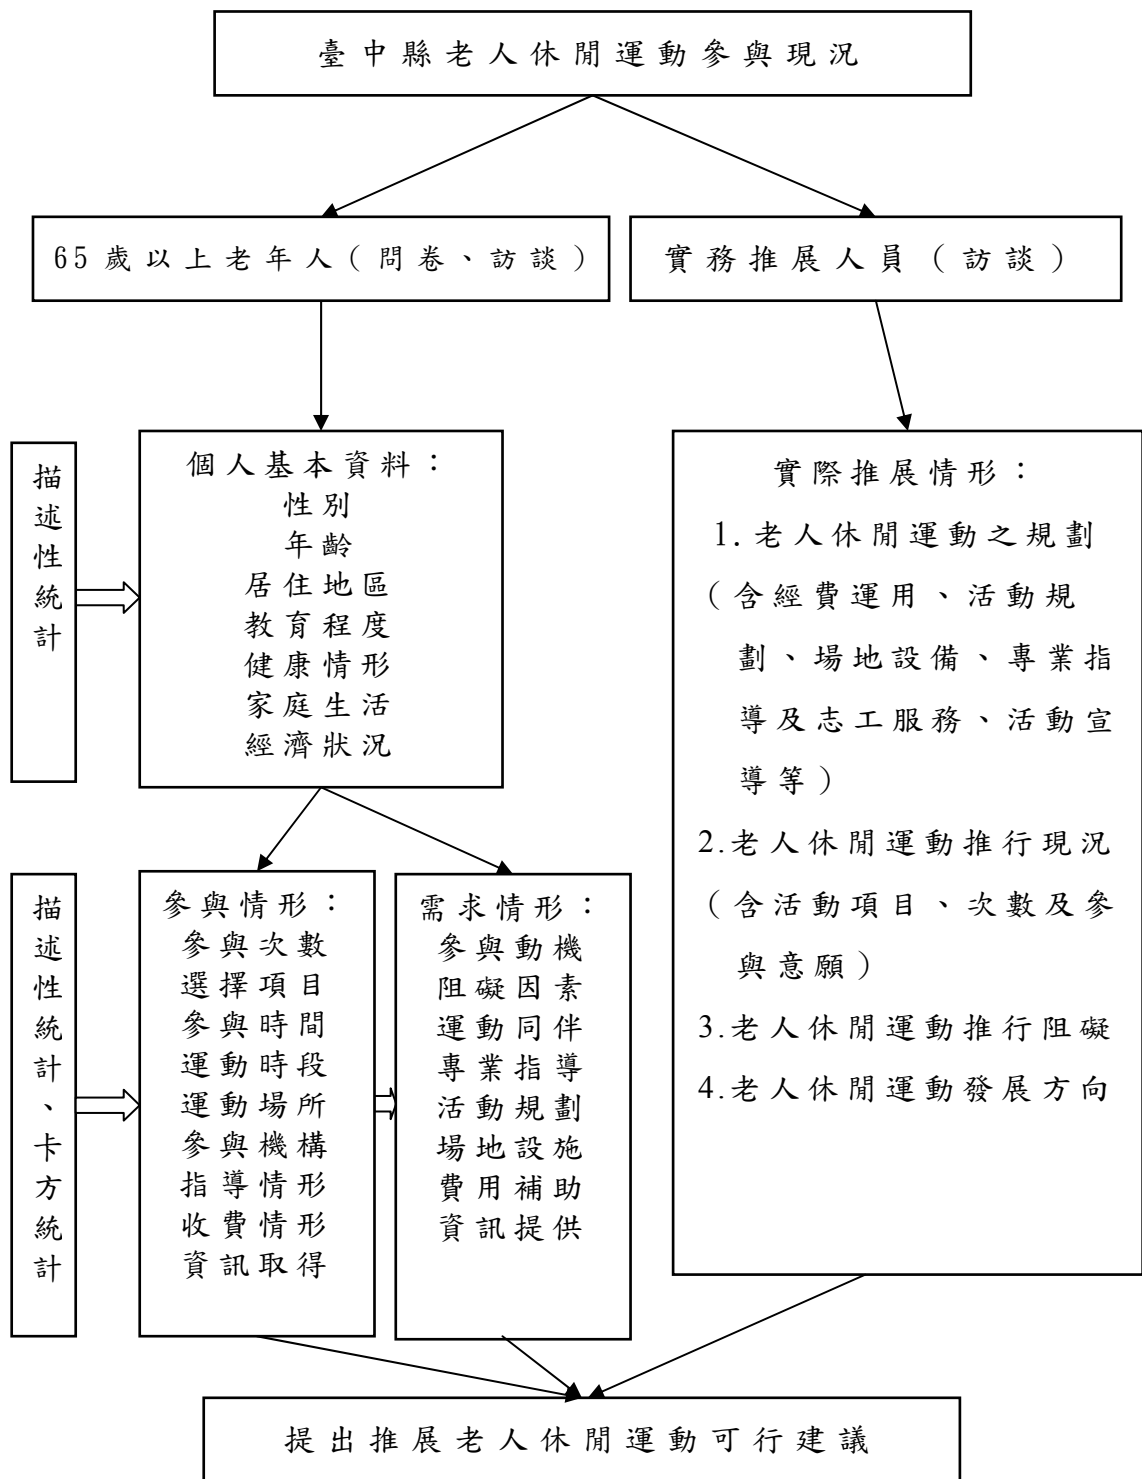 臺中縣老人休閒運動參與現況
65歲以上老年人（問卷、訪談）
實務推展人員（訪談）
描述性統計
個人基本資料：
性別
年齡
居住地區
教育程度
健康情形
家庭生活
經濟狀況
描述性統計、卡方統計
參與情形：
參與次數
選擇項目
參與時間
運動時段
運動場所
參與機構
指導情形
收費情形
資訊取得
需求情形：
參與動機
阻礙因素
運動同伴
專業指導
活動規劃
場地設施
費用補助
資訊提供
實際推展情形：
1.老人休閒運動之規劃
（含經費運用、活動規
劃、場地設備、專業指
導及志工服務、活動宣
導等）
2.老人休閒運動推行現況
（含活動項目、次數及參
與意願）
3.老人休閒運動推行阻礙
4.老人休閒運動發展方向
提出推展老人休閒運動可行建議